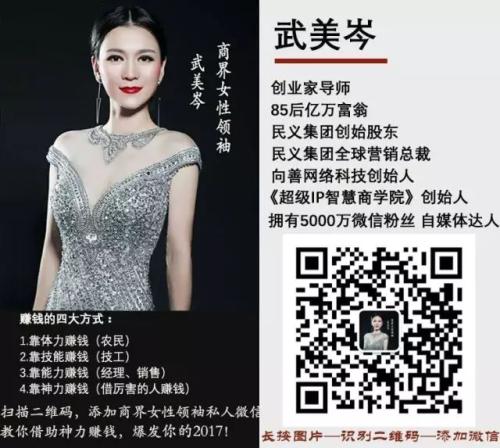 商界女性领袖
武美岑
赚钱的四大方式：
1.靠体力赚钱（农民）
2.靠技能赚钱（技工）
3.靠能力赚钱（经理、销售）
4.靠神力赚钱（借厉害的人赚钱）
扫描二维码，添加商界女性领袖私人微信
教你借助神力赚钱，爆发你的2017!
武美岑
创业家导师
85后亿万富翁
民义集团创始股东
民义集团全球营销总裁
向善网络科技创始人
《超级IP智慧商学院》创始人
拥有5000万微信粉丝 自媒体达人
长按图片—识别二维码—添加微信